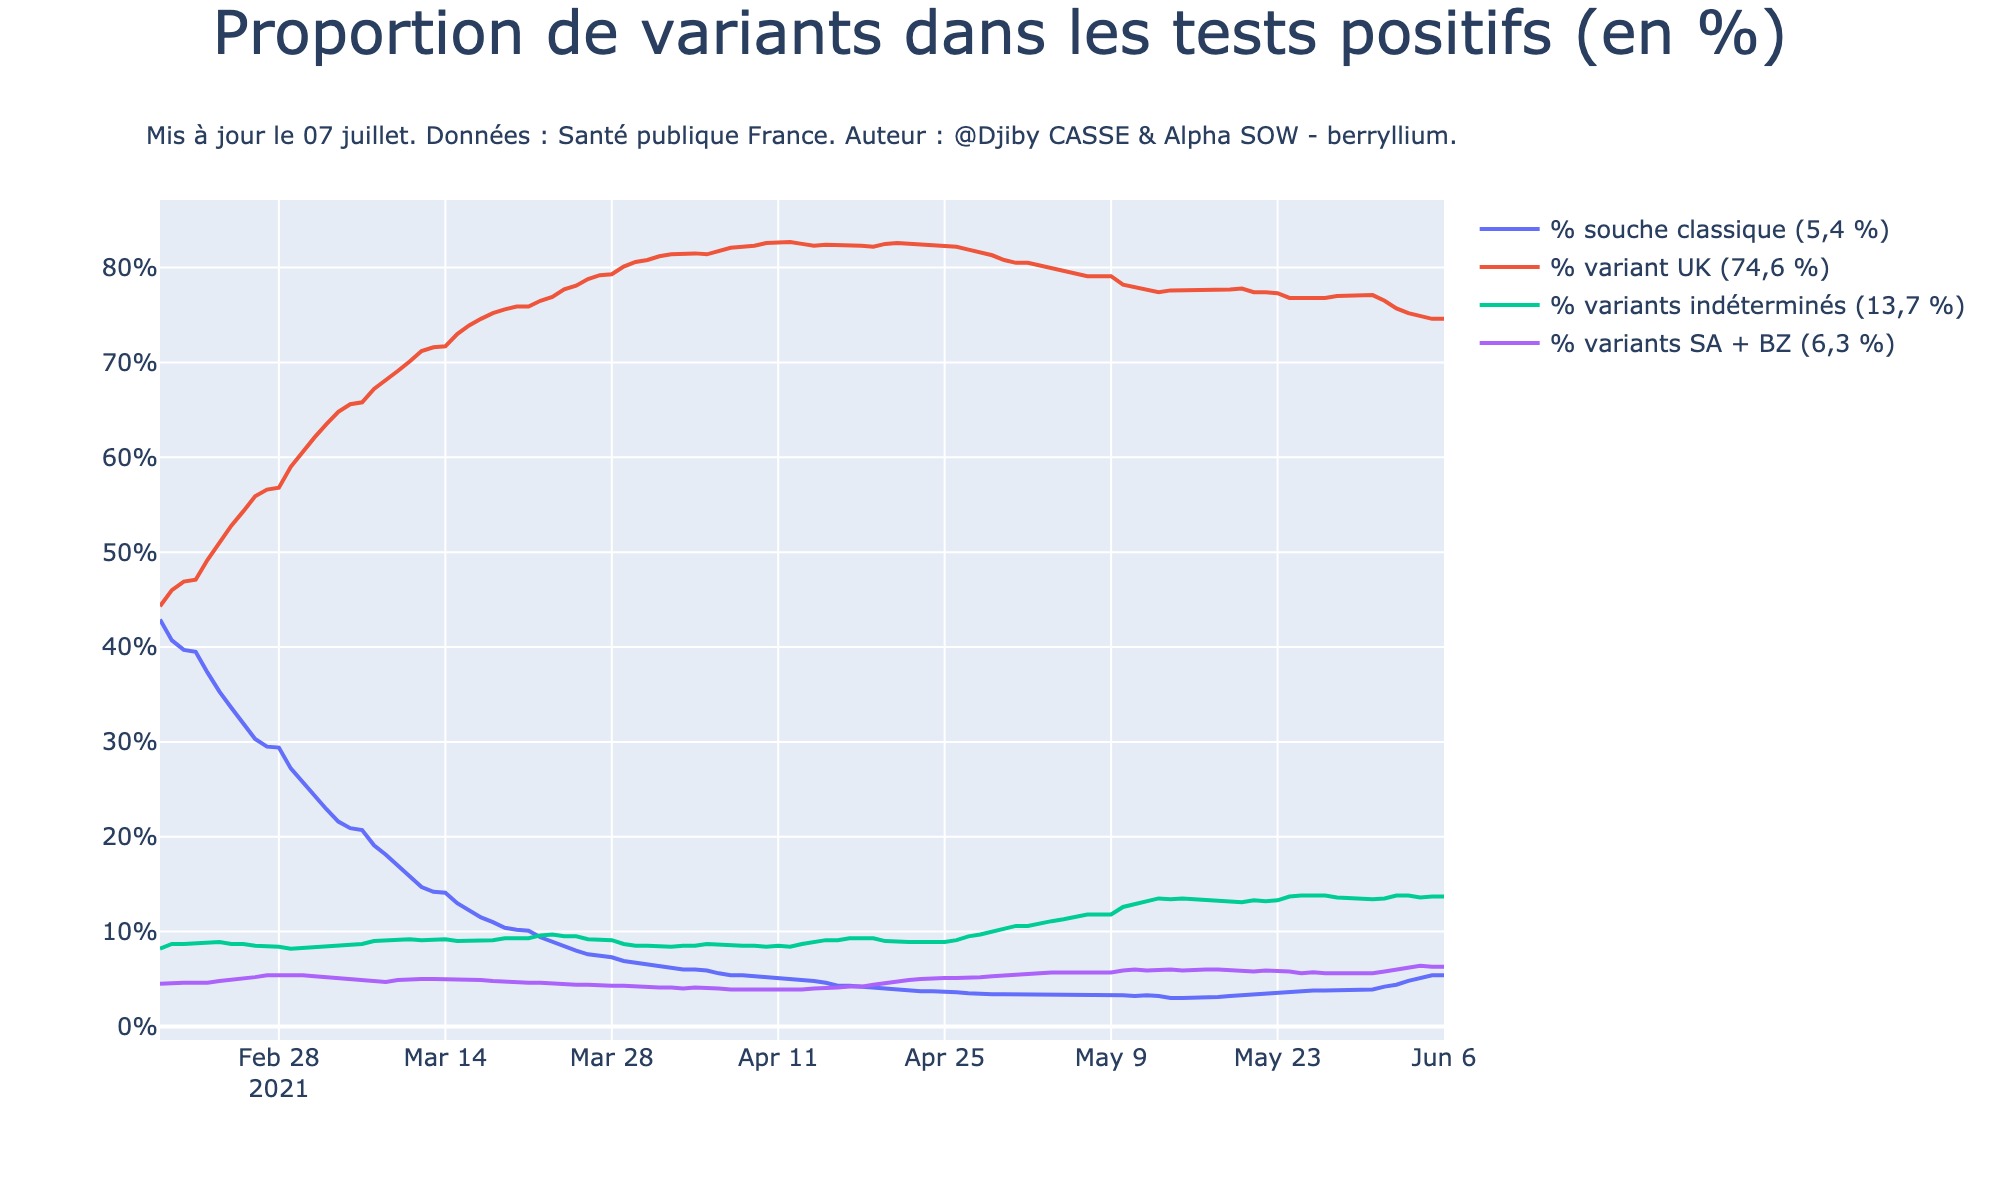 Proportion de variants dans les tests positifs (en %)
Mis à jour le 07 juillet. Données : Santé publique France. Auteur : @Djiby CASSE & Alpha SOW - berryllium.
% souche classique (5,4 %)
% variant UK (74,6 %)
% variants indéterminés (13,7 %)
% variants SA + BZ (6,3 %)
80%
70%
60%
50%
40%
30%
20%
10%
0%
Feb 28 Mar 14 Mar 28 Apr 11 Apr 25 May 9 May 23 Jun 6
2021